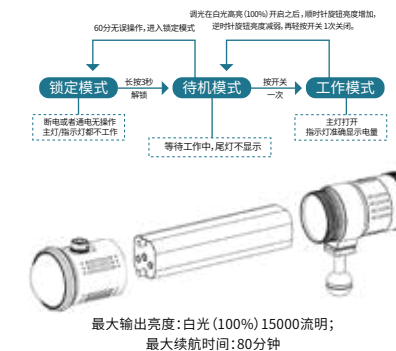 调光在白光高亮(100%)开启之后，顺时针旋钮亮度增加，
逆时针旋钮亮度减弱，再轻按开关1次关闭。
60分无误操作，进入锁定模式
锁定模式
长按3秒
解锁
待机模式
按开关
一次
工作模式
断电或者通电无操作
主灯/指示灯都不工作
等待工作中，尾灯不显示
主灯打开
指示灯准确显示电量
最大输出亮度：白光(100%)15000流明；
最大续航时间：80分钟